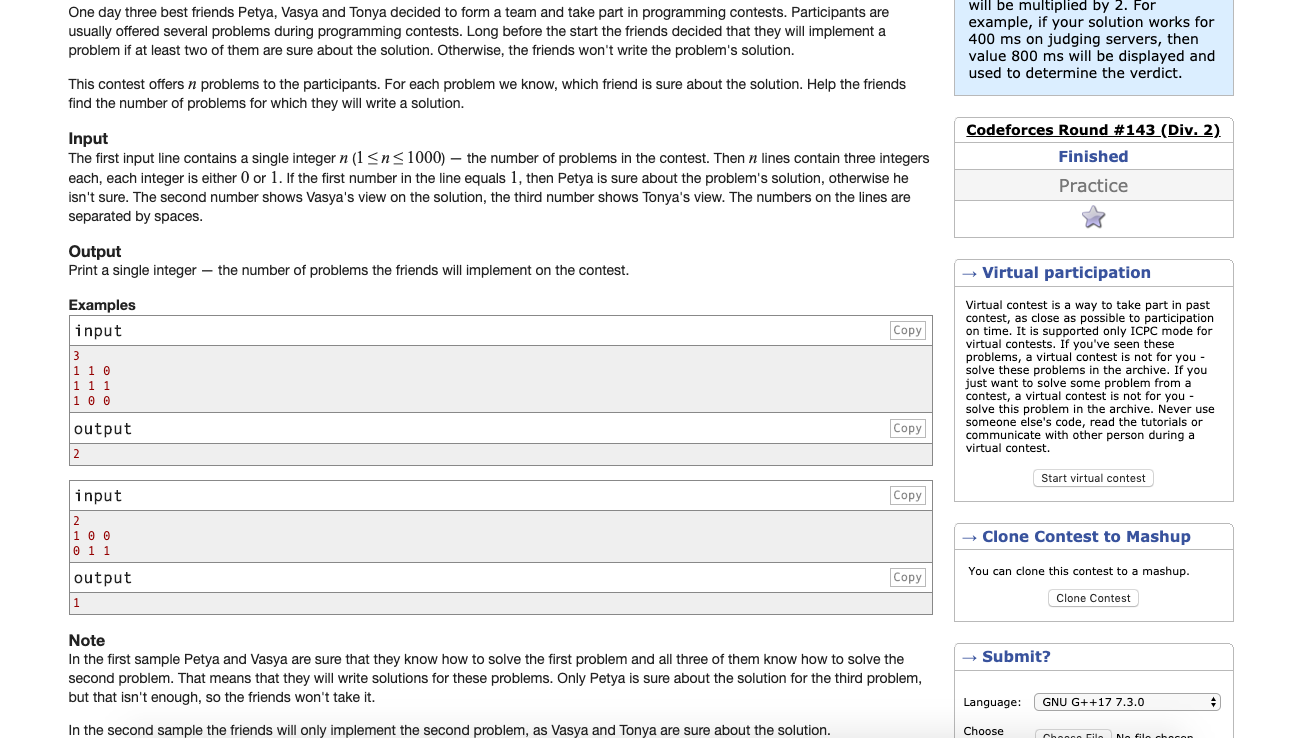 One day three best friends Petya, Vasya and Tonya decided to form a team and take part in programming contests. Participants are
usually offered several problems during programming contests. Long before the start the friends decided that they will implement a
problem if at least two of them are sure about the solution. Otherwise, the friends won't write the problem's solution.
This contest offers n problems to the participants. For each problem we know, which friend is sure about the solution. Help the friends
find the number of problems for which they will write a solution.
Input
The first input line contains a single integer n (1 ≤ n ≤ 1000) — the number of problems in the contest. Then n lines contain three integers
each, each integer is either 0 or 1. If the first number in the line equals 1, then Petya is sure about the problem's solution, otherwise he
isn't sure. The second number shows Vasya's view on the solution, the third number shows Tonya's view. The numbers on the lines are
separated by spaces.
Output
Print a single integer — the number of problems the friends will implement on the contest.
Examples
input
Copy
3
1 1 0
1 1 1
1 0 0
output
Copy
2
input
Copy
2
1 0 0
0 1 1
output
Copy
1
Note
In the first sample Petya and Vasya are sure that they know how to solve the first problem and all three of them know how to solve the
second problem. That means that they will write solutions for these problems. Only Petya is sure about the solution for the third problem,
but that isn't enough, so the friends won't take it.
In the second sample the friends will only implement the second problem, as Vasya and Tonya are sure about the solution.
will be multiplied by 2. For
example, if your solution works for
400 ms on judging servers, then
value 800 ms will be displayed and
used to determine the verdict.
Codeforces Round #143 (Div. 2)
Finished
Practice
→ Virtual participation
Virtual contest is a way to take part in past
contest, as close as possible to participation
on time. It is supported only ICPC mode for
virtual contests. If you've seen these
problems, a virtual contest is not for you -
solve these problems in the archive. If you
just want to solve some problem from a
contest, a virtual contest is not for you -
solve this problem in the archive. Never use
someone else's code, read the tutorials or
communicate with other person during a
virtual contest.
Start virtual contest
→ Clone Contest to Mashup
You can clone this contest to a mashup.
Clone Contest
→ Submit?
Language: GNU G++17 7.3.0
Choose
Choose File No file chosen